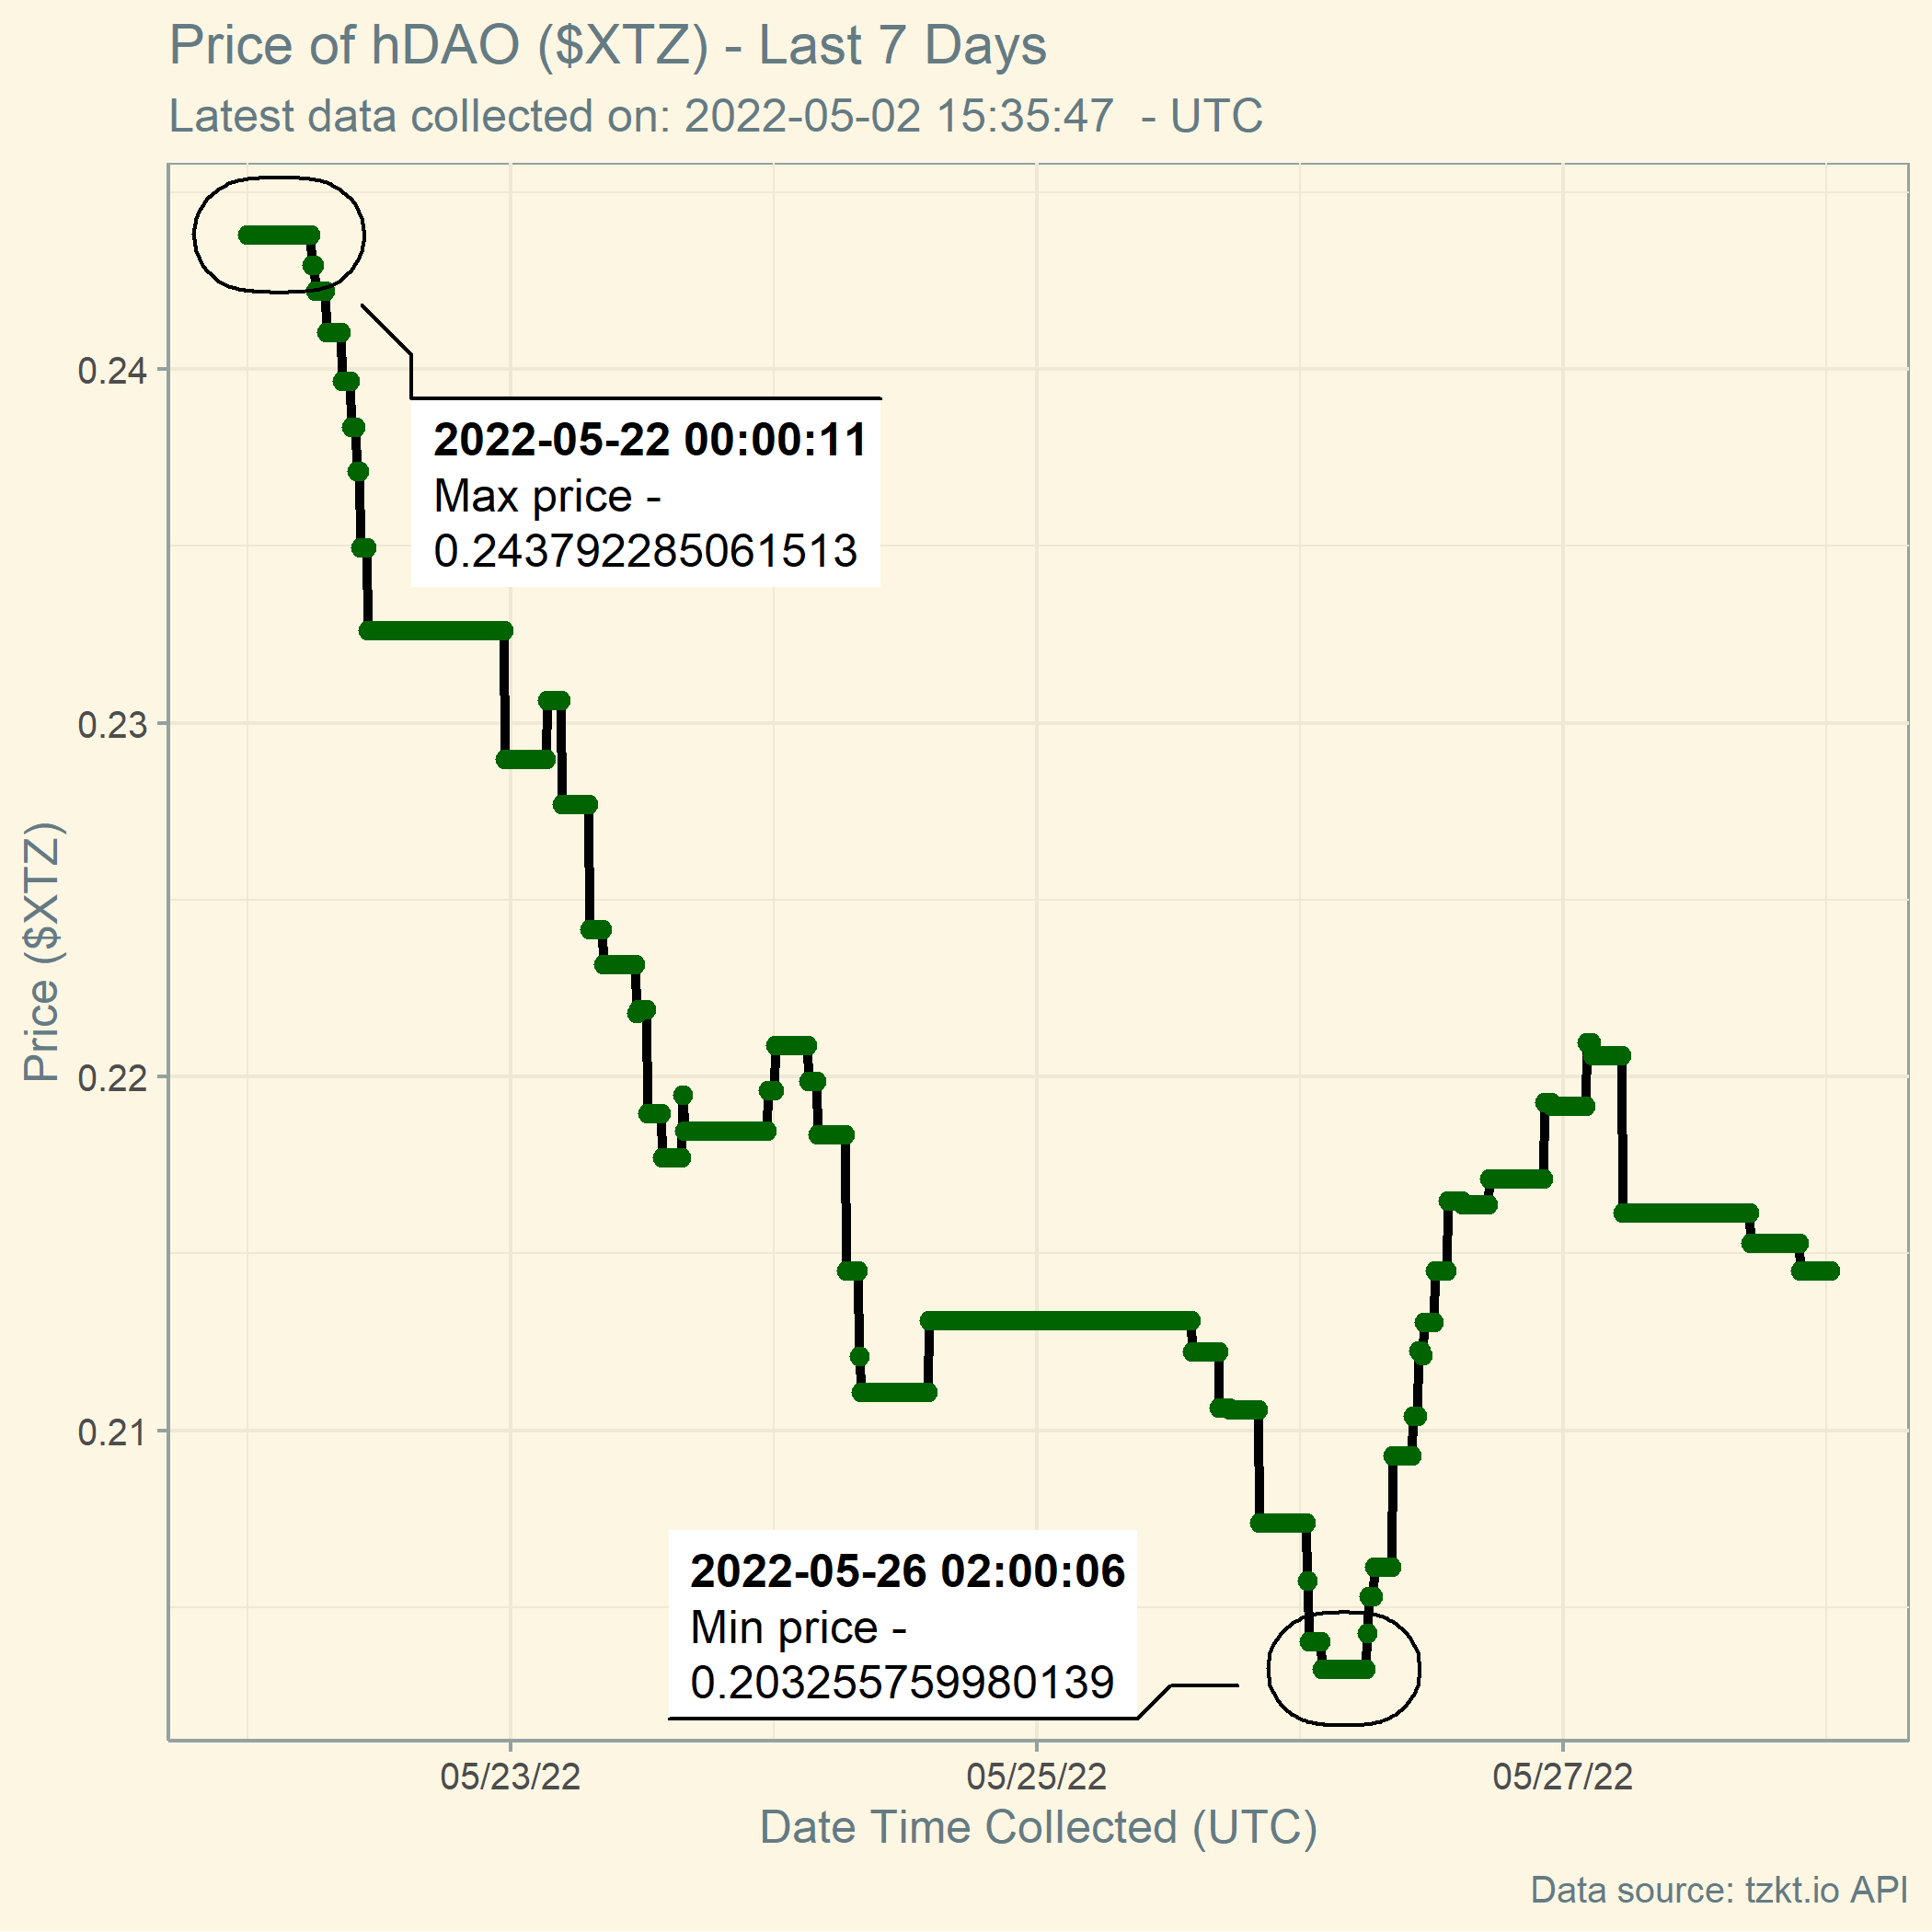 Price of hDAO ($XTZ) - Last 7 Days
Latest data collected on: 2022-05-02 15:35:47  - UTC
0.24
2022-05-22 00:00:11
Max price -
0.243792285061513
0.23
Price ($XTZ)
0.22
0.21
2022-05-26 02:00:06
Min price -
0.203255759980139
05/23/22
05/25/22
05/27/22
Date Time Collected (UTC)
Data source: tzkt.io API